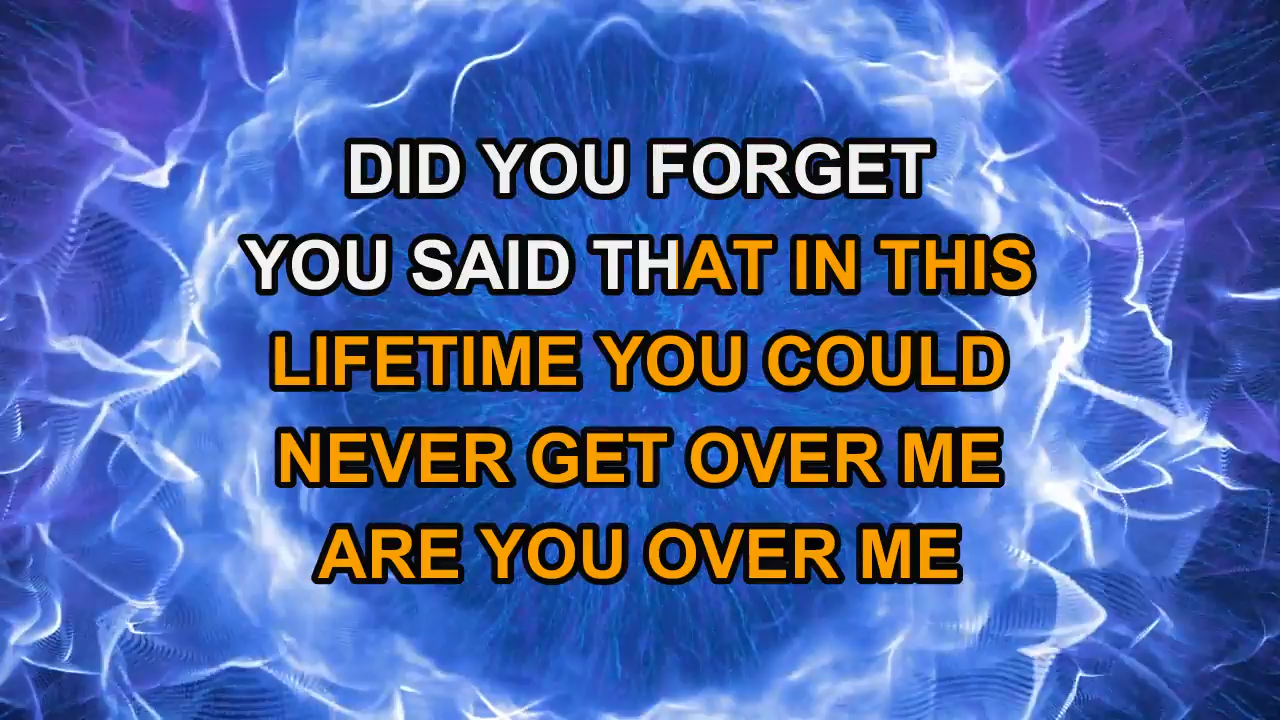 DID YOU FORGET
YOU SAID THAT IN THIS
LIFETIME YOU COULD
NEVER GET OVER ME
ARE YOU OVER ME